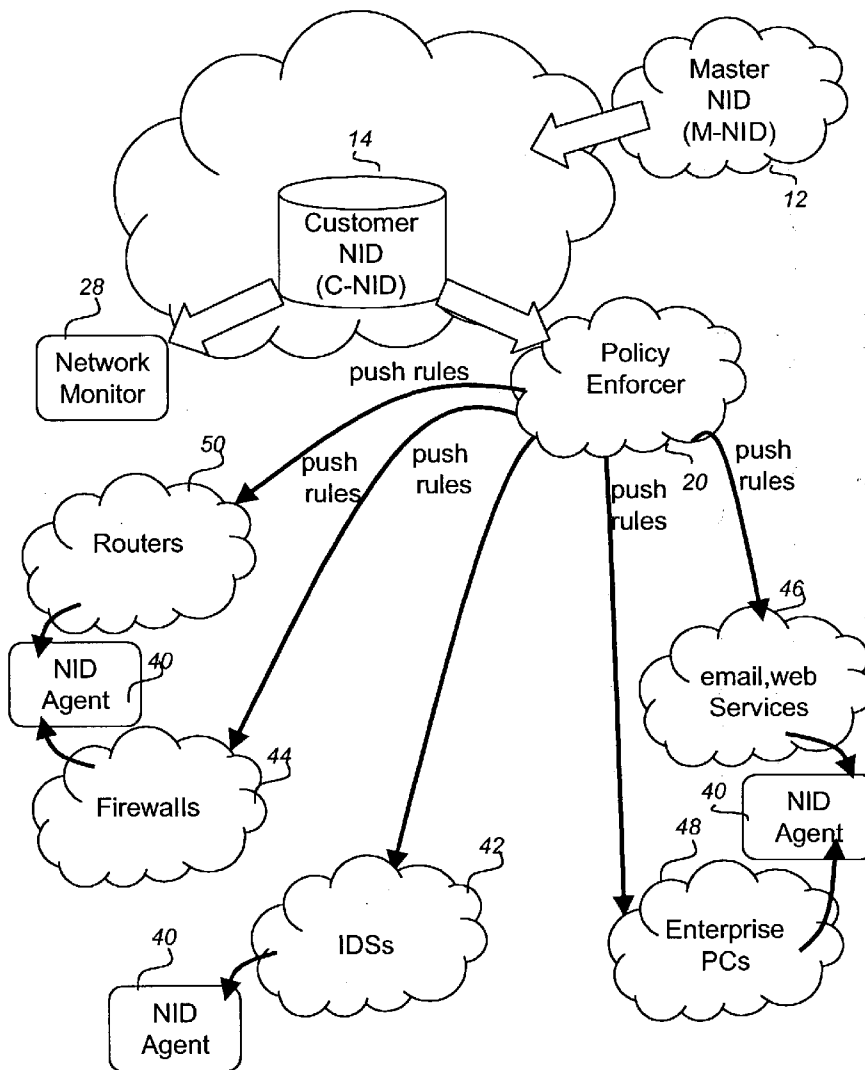 Master
NID
(M-NID)
12
14
Customer
NID
(C-NID)
28
Network
Monitor
Policy
Enforcer
20
push rules
push
rules
push
rules
push
rules
push
rules
50
Routers
40
NID
Agent
44
Firewalls
46
email,web
Services
40
NID
Agent
48
Enterprise
PCs
42
IDSs
40
NID
Agent